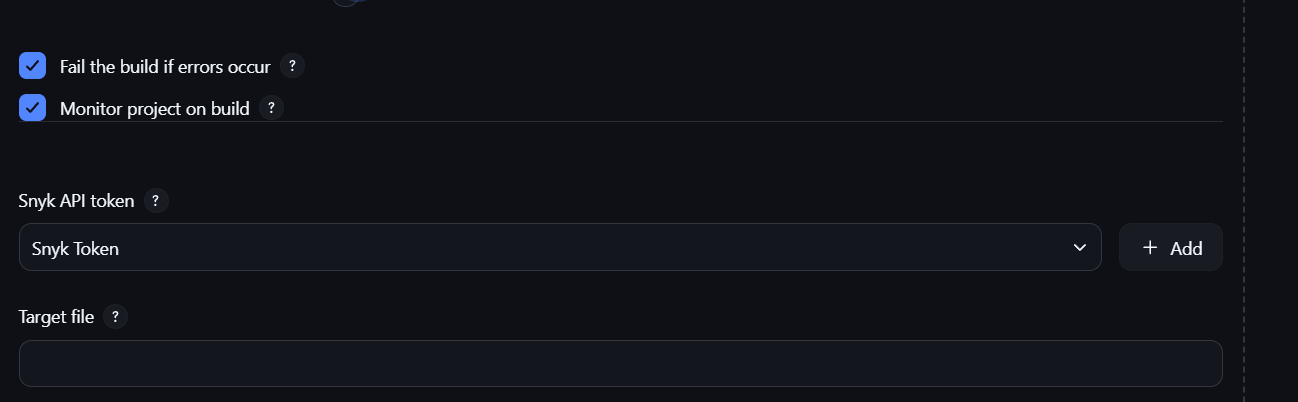 Fail the build if errors occur ?
Monitor project on build ?
Snyk API token ?
Snyk Token
+ Add
Target file ?